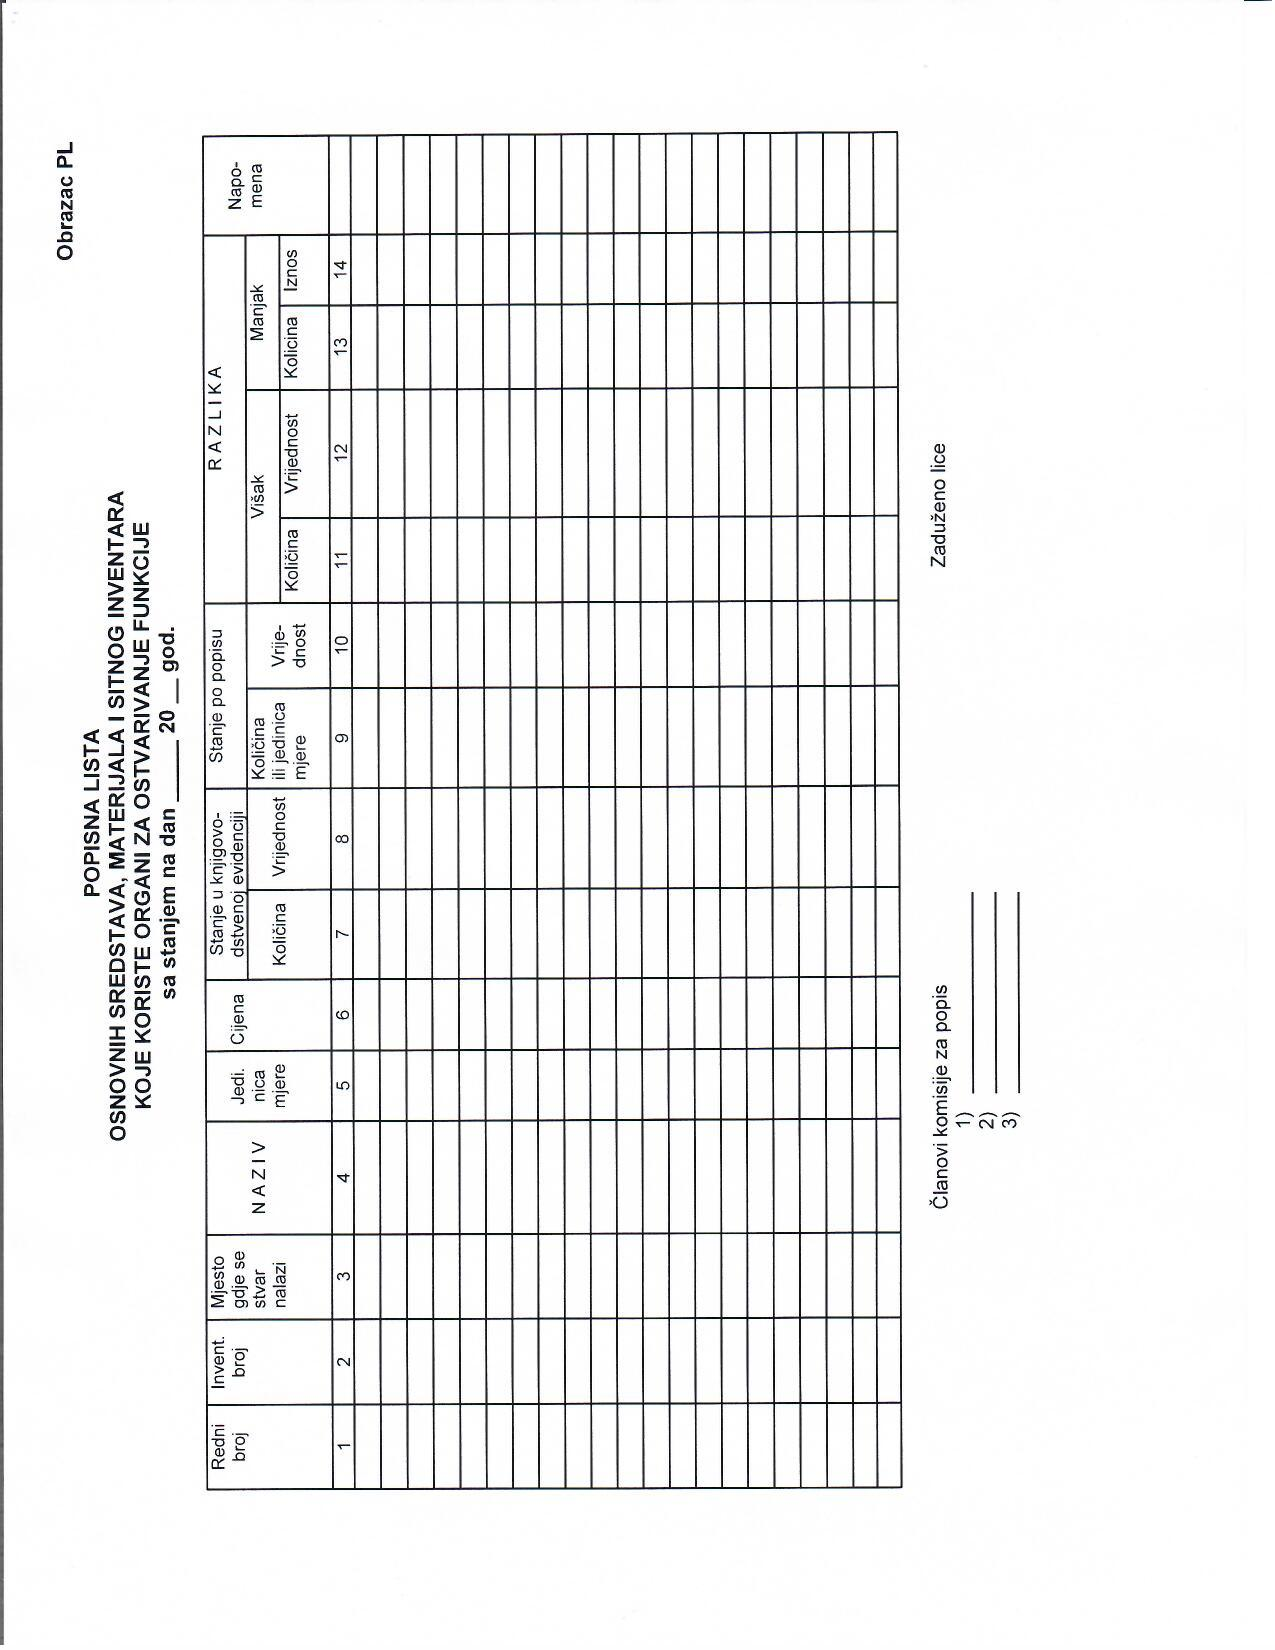 Obrazac PL
POPISNA LISTA
OSNOVNIH SREDSTAVA, MATERIJALA I SITNOG INVENTARA
KOJE KORISTE ORGANI ZA OSTVARIVANJE FUNKCIJE
sa stanjem na dan ______ 20 __ god.
Redni
broj
Invent.
broj
Mjesto
gdje se
stvar
nalazi
N A Z I V
Jedi.
nica
mjere
Cijena
Stanje u knjigovo-
dstvenoj evidenciji
Količina
Vrijednost
Stanje po popisu
Količina
ili jedinica
mjere
Vrije-
dnost
R A Z L I K A
Višak
Količina
Vrijednost
Manjak
Kolicina
Iznos
Napo-
mena
1 2 3 4 5 6 7 8 9 10 11 12 13 14
Članovi komisije za popis
1) ________________
2) ________________
3) ________________
Zaduženo lice